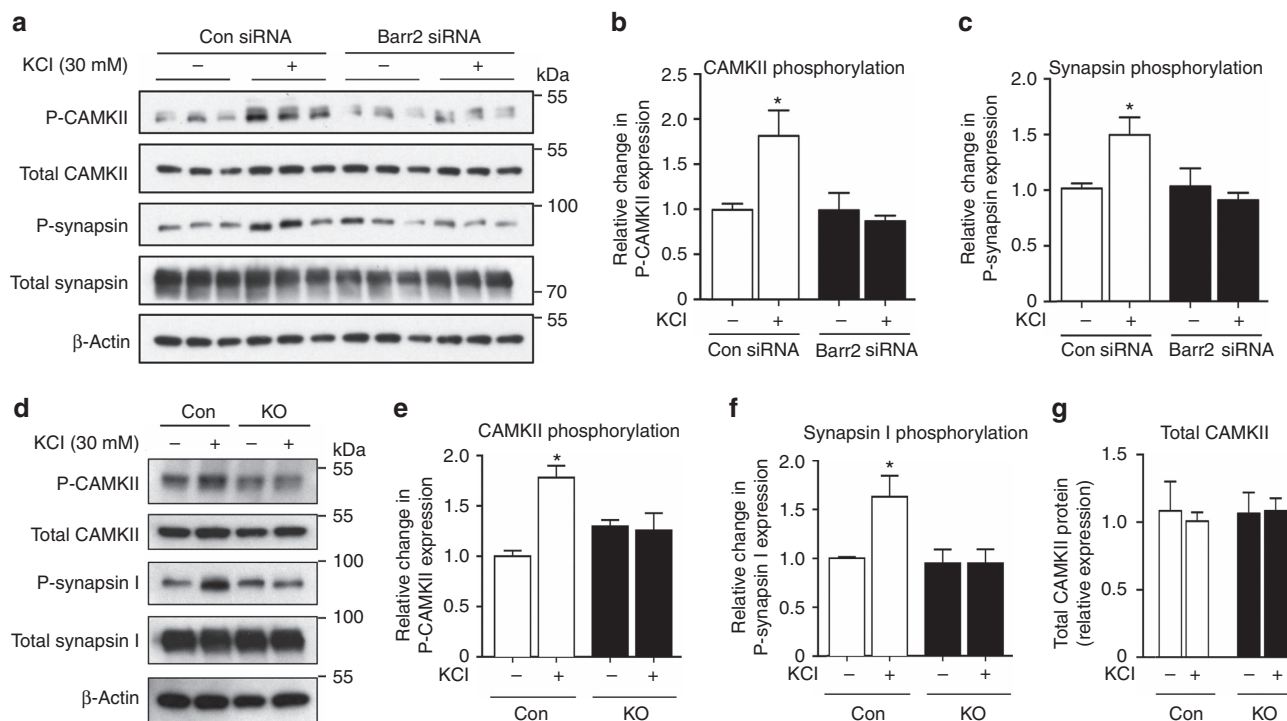 a
Con siRNA Barr2 siRNA
KCl (30 mM) – + – + kDa
P-CAMKII 55
Total CAMKII 55
P-synapsin 100
Total synapsin 70
β-Actin 55
b
CAMKII phosphorylation
Relative change in
P-CAMKII expression
2.5
2.0
1.5
1.0
0.5
0
*
KCl – + – +
Con siRNA Barr2 siRNA
c
Synapsin phosphorylation
Relative change in
P-synapsin expression
2.0
1.5
1.0
0.5
0
*
KCl – + – +
Con siRNA Barr2 siRNA
d
Con KO
KCl (30 mM) – + – + kDa
P-CAMKII 55
Total CAMKII 55
P-synapsin I 100
Total synapsin I 100
β-Actin 55
e
CAMKII phosphorylation
Relative change in
P-CAMKII expression
2.0
1.5
1.0
0.5
0
*
KCl – + – +
Con KO
f
Synapsin I phosphorylation
Relative change in
P-synapsin I expression
2.0
1.5
1.0
0.5
0
*
KCl – + – +
Con KO
g
Total CAMKII
Total CAMKII protein
(relative expression)
1.5
1.0
0.5
0
KCl – + – +
Con KO